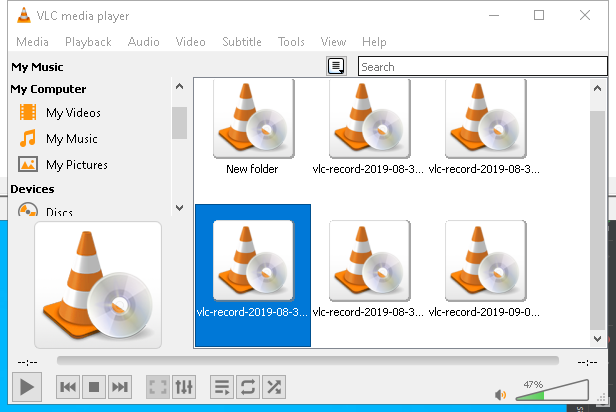 VLC media player
Media Playback Audio Video Subtitle Tools View Help
My Music
Search
My Computer
My Videos
My Music
My Pictures
Devices
Discs
New folder
vlc-record-2019-08-3...
vlc-record-2019-08-3...
vlc-record-2019-08-3...
vlc-record-2019-08-3...
vlc-record-2019-09-0...
--:--
--:--
47%